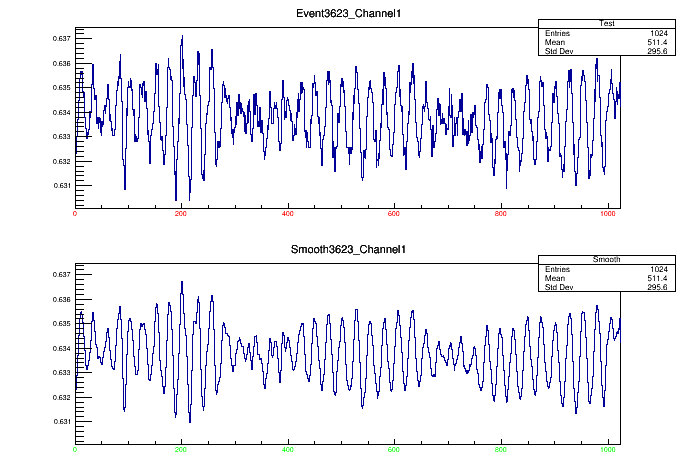 Event3623_Channel1
Test
Entries 1024
Mean 511.4
Std Dev 295.6
0.637
0.636
0.635
0.634
0.633
0.632
0.631
0 200 400 600 800 1000
Smooth3623_Channel1
Smooth
Entries 1024
Mean 511.4
Std Dev 295.6
0.637
0.636
0.635
0.634
0.633
0.632
0.631
0 200 400 600 800 1000